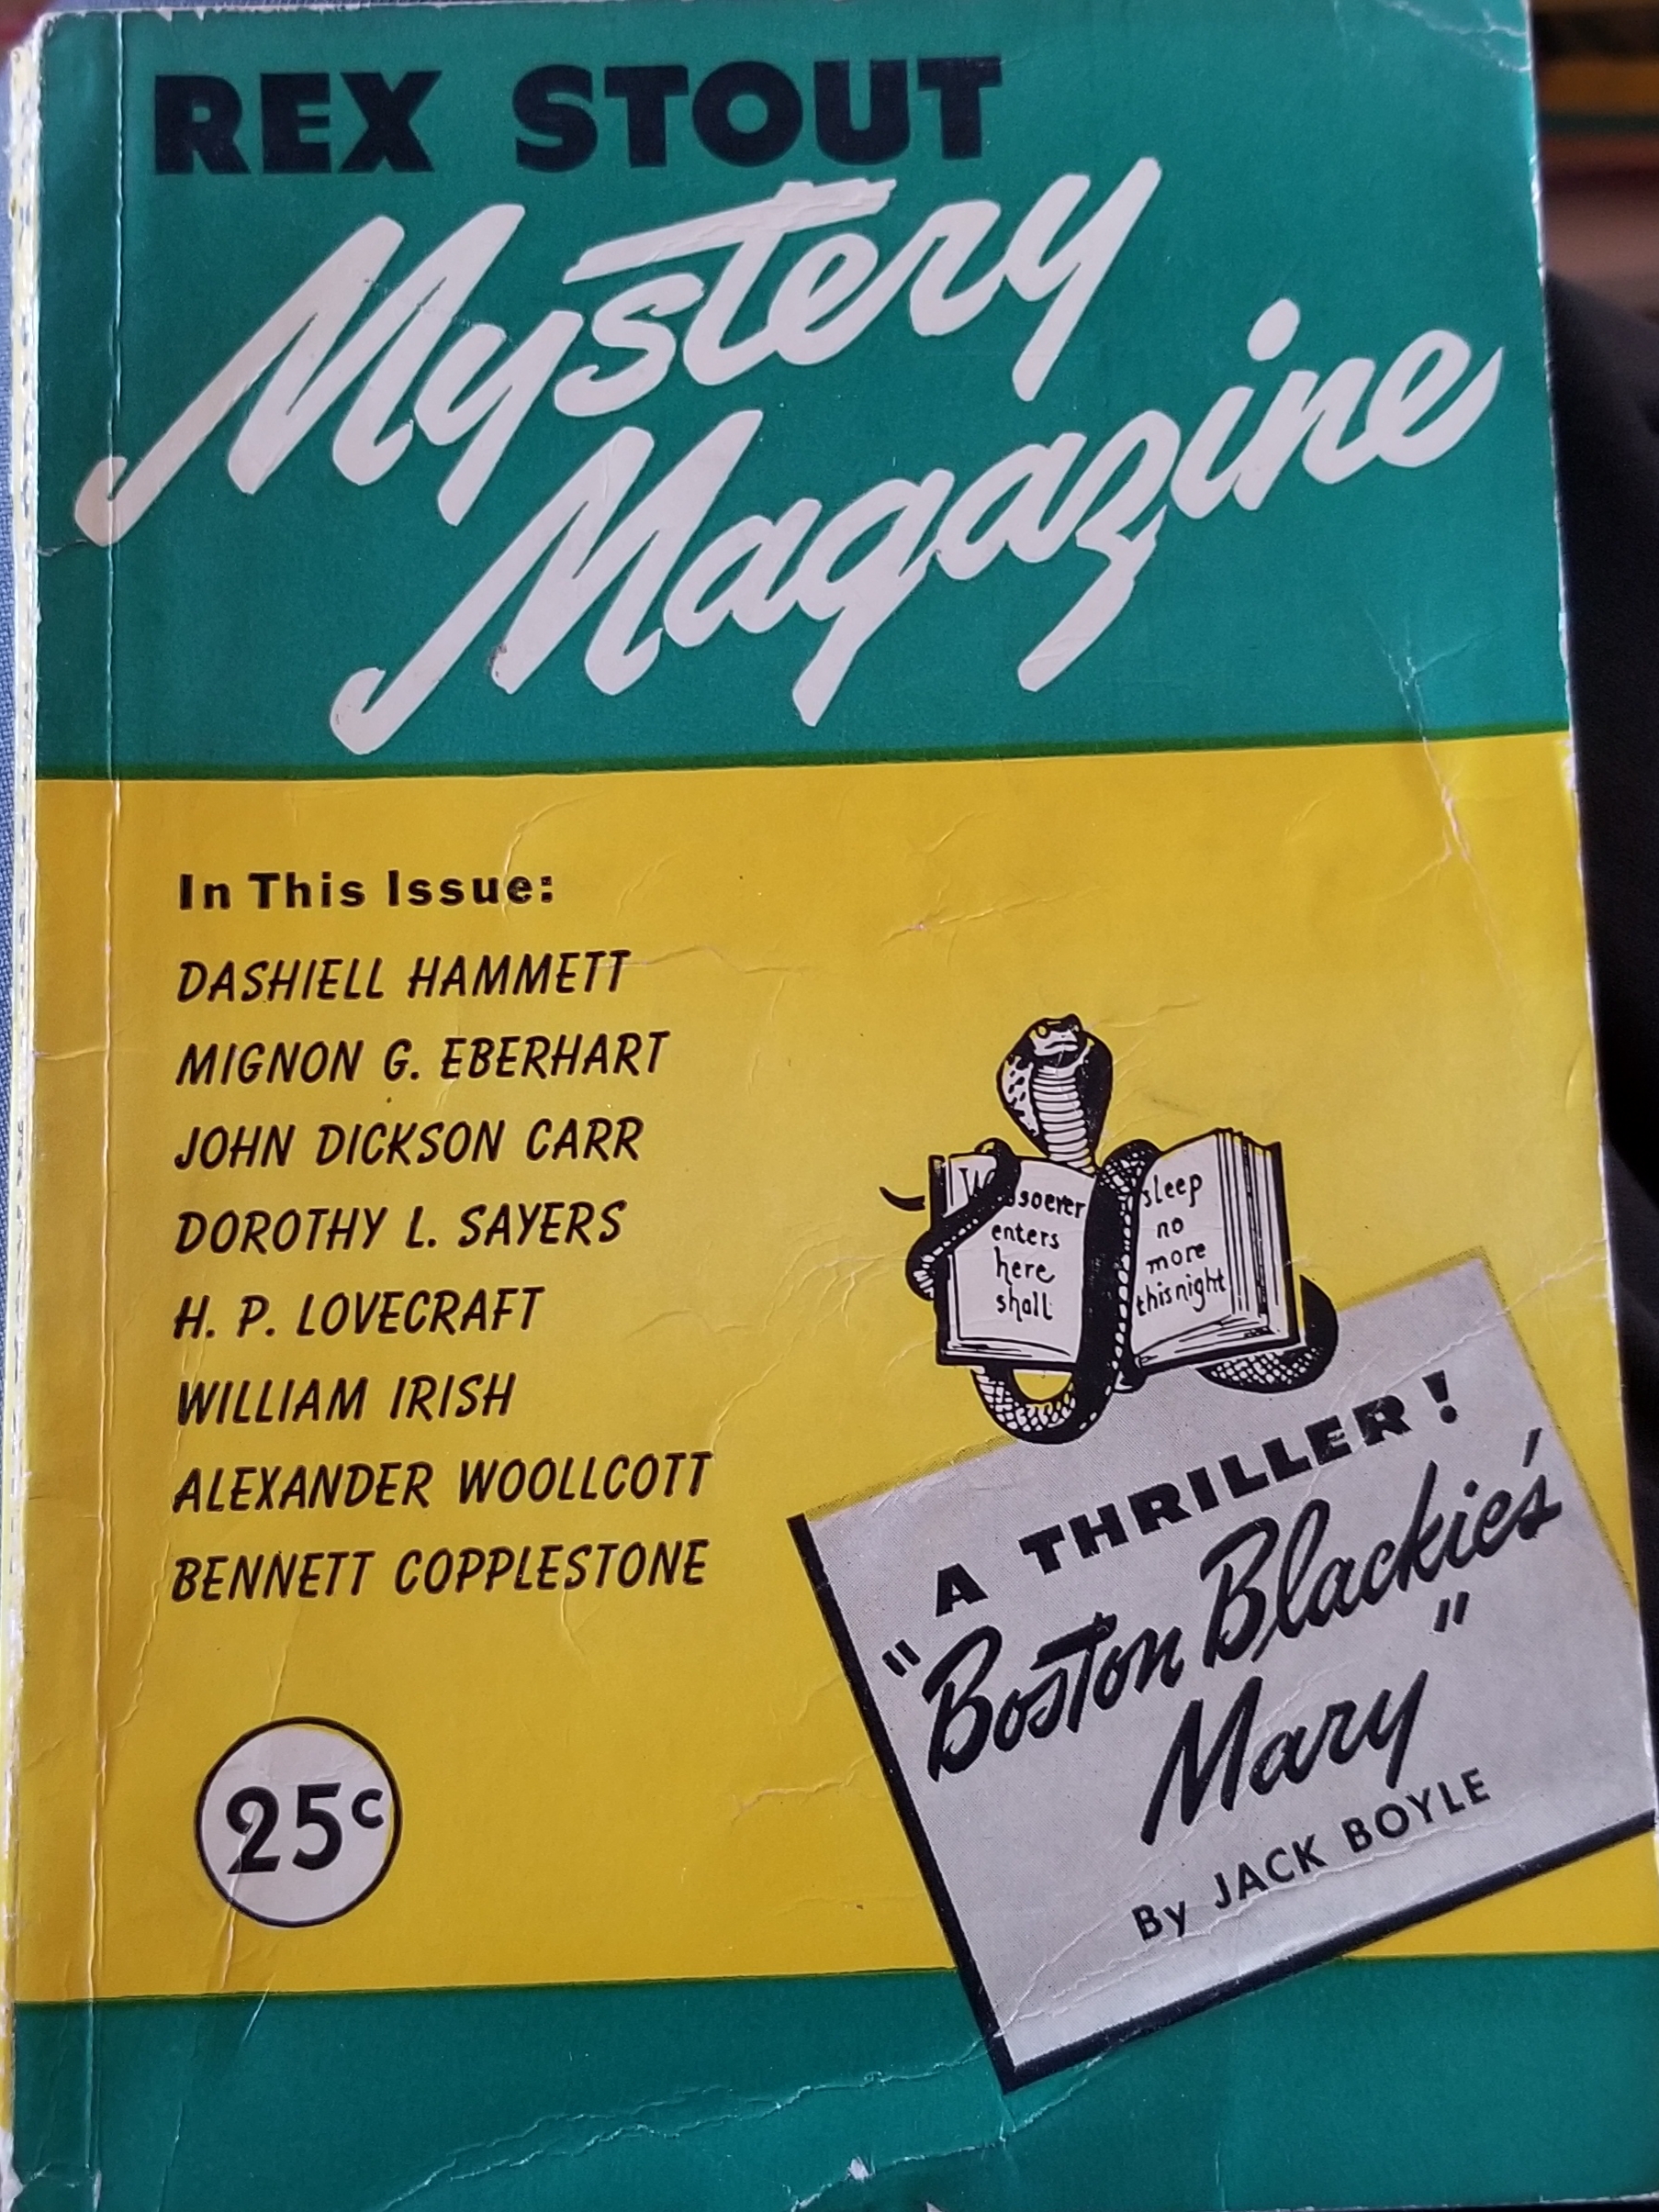 REX STOUT
Mystery
Magazine
In This Issue:
DASHIELL HAMMETT
MIGNON G. EBERHART
JOHN DICKSON CARR
DOROTHY L. SAYERS
H. P. LOVECRAFT
WILLIAM IRISH
ALEXANDER WOOLLCOTT
BENNETT COPPLESTONE
25c
enters
here
shall
sleep
no
more
this night
A THRILLER!
"Boston Blackie's
Mary"
By JACK BOYLE